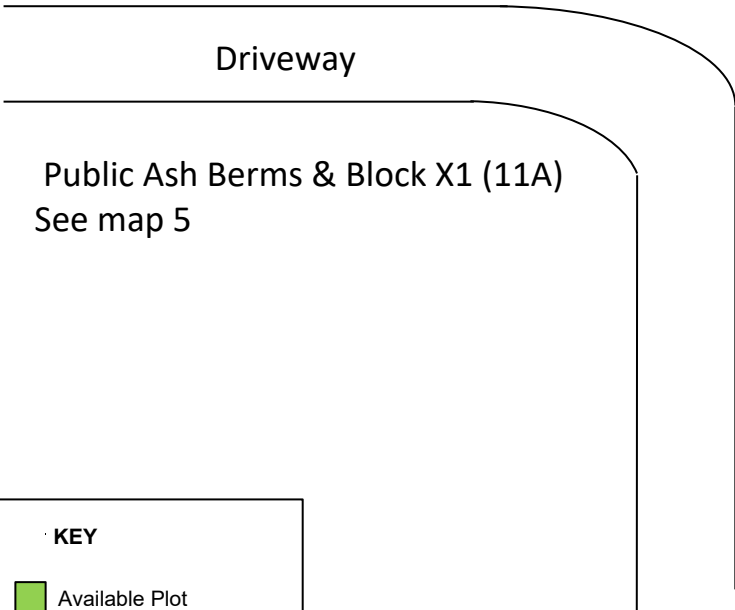 Driveway
Public Ash Berms & Block X1 (11A)
See map 5
KEY
Available Plot